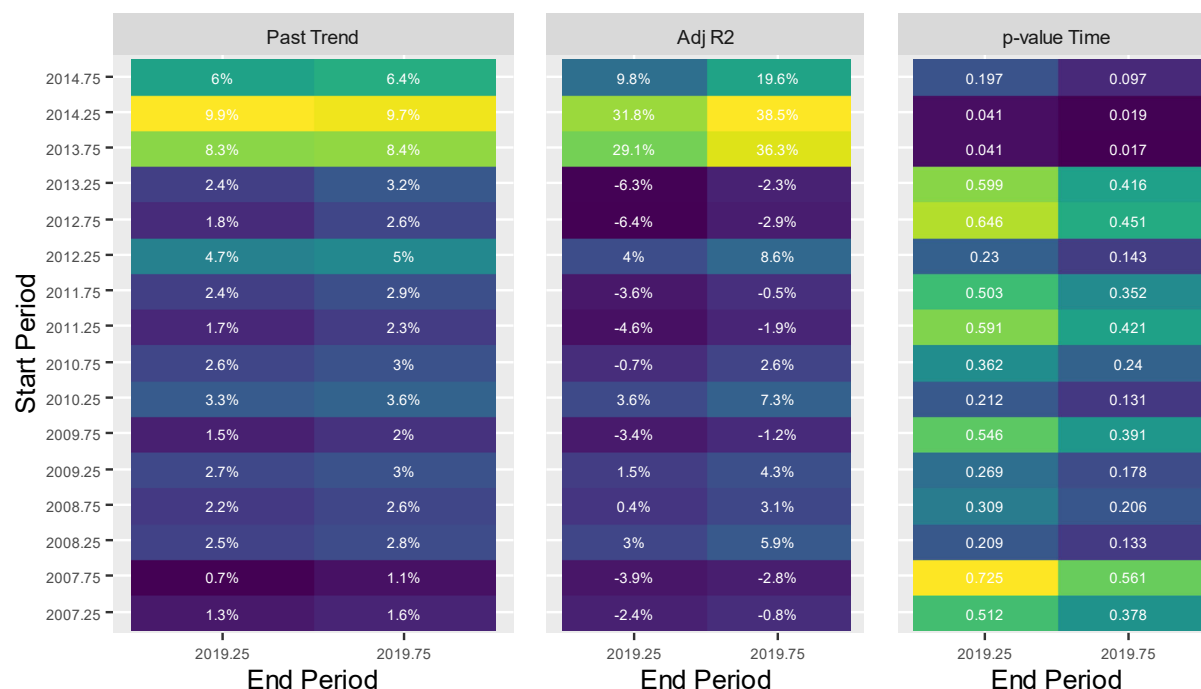 Past Trend Adj R2 p-value Time
Start Period
2014.75 6% 6.4% 9.8% 19.6% 0.197 0.097
2014.25 9.9% 9.7% 31.8% 38.5% 0.041 0.019
2013.75 8.3% 8.4% 29.1% 36.3% 0.041 0.017
2013.25 2.4% 3.2% -6.3% -2.3% 0.599 0.416
2012.75 1.8% 2.6% -6.4% -2.9% 0.646 0.451
2012.25 4.7% 5% 4% 8.6% 0.23 0.143
2011.75 2.4% 2.9% -3.6% -0.5% 0.503 0.352
2011.25 1.7% 2.3% -4.6% -1.9% 0.591 0.421
2010.75 2.6% 3% -0.7% 2.6% 0.362 0.24
2010.25 3.3% 3.6% 3.6% 7.3% 0.212 0.131
2009.75 1.5% 2% -3.4% -1.2% 0.546 0.391
2009.25 2.7% 3% 1.5% 4.3% 0.269 0.178
2008.75 2.2% 2.6% 0.4% 3.1% 0.309 0.206
2008.25 2.5% 2.8% 3% 5.9% 0.209 0.133
2007.75 0.7% 1.1% -3.9% -2.8% 0.725 0.561
2007.25 1.3% 1.6% -2.4% -0.8% 0.512 0.378
2019.25 2019.75 2019.25 2019.75 2019.25 2019.75
End Period End Period End Period